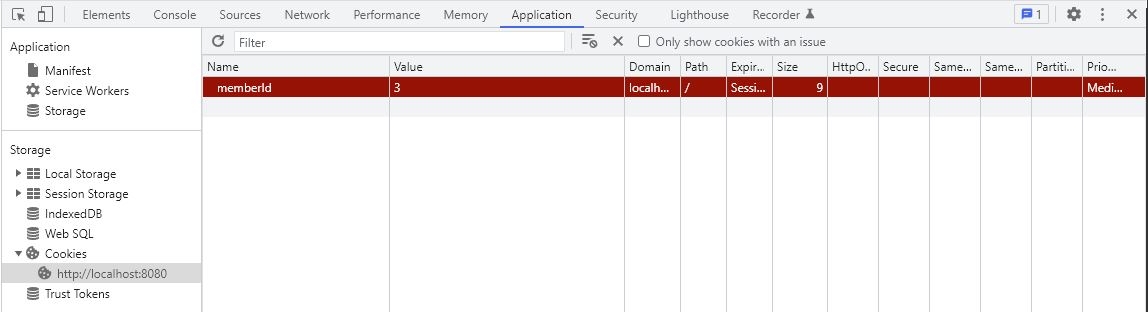 Elements Console Sources Network Performance Memory Application Security Lighthouse Recorder 1
Application
Manifest
Service Workers
Storage
Storage
Local Storage
Session Storage
IndexedDB
Web SQL
Cookies
http://localhost:8080
Trust Tokens
Filter Only show cookies with an issue
Name Value Domain Path Expir... Size HttpO... Secure Same... Same... Partiti... Prio...
memberId 3 localh... / Sessi... 9 Medi...